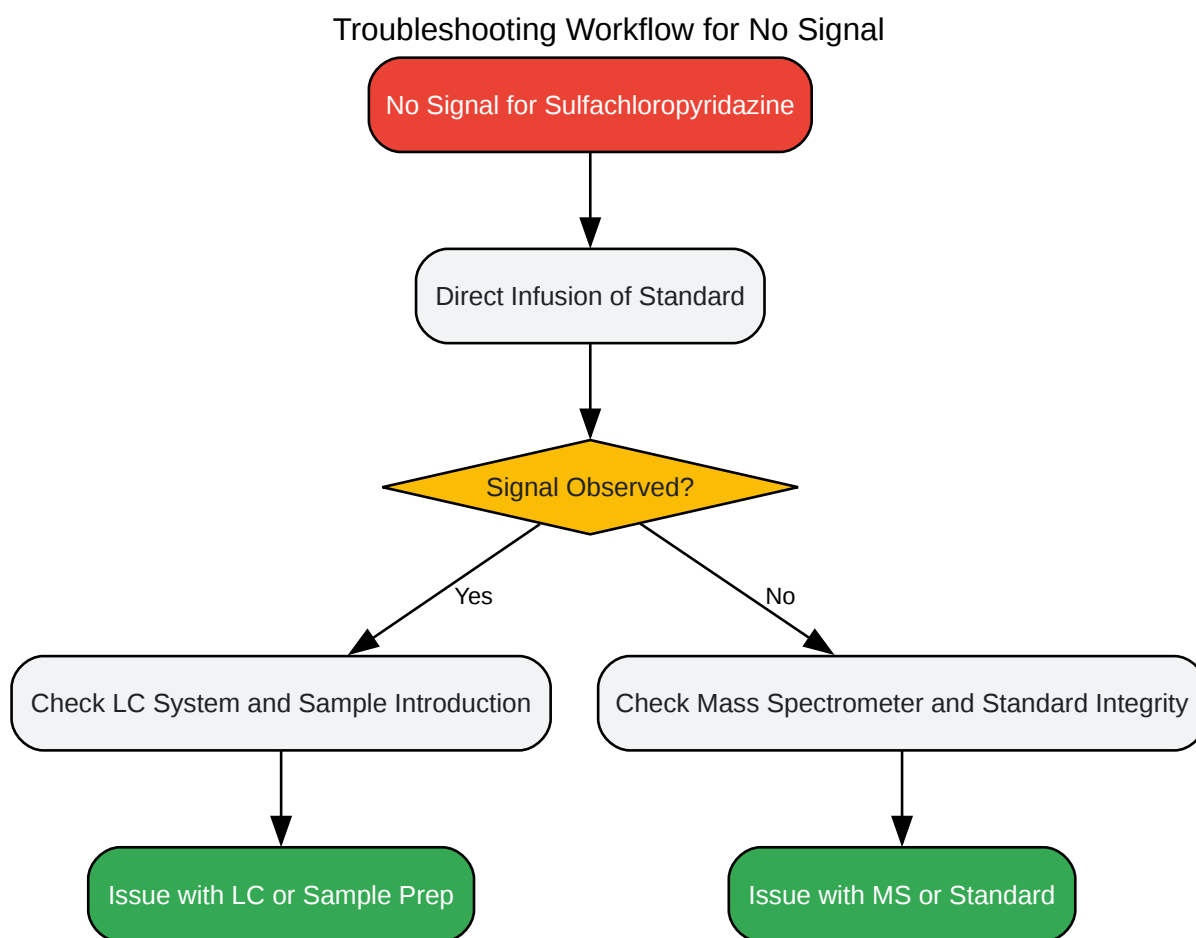 Troubleshooting Workflow for No Signal
No Signal for Sulfachloropyridazine
Direct Infusion of Standard
Signal Observed?
Yes
No
Check LC System and Sample Introduction
Check Mass Spectrometer and Standard Integrity
Issue with LC or Sample Prep
Issue with MS or Standard